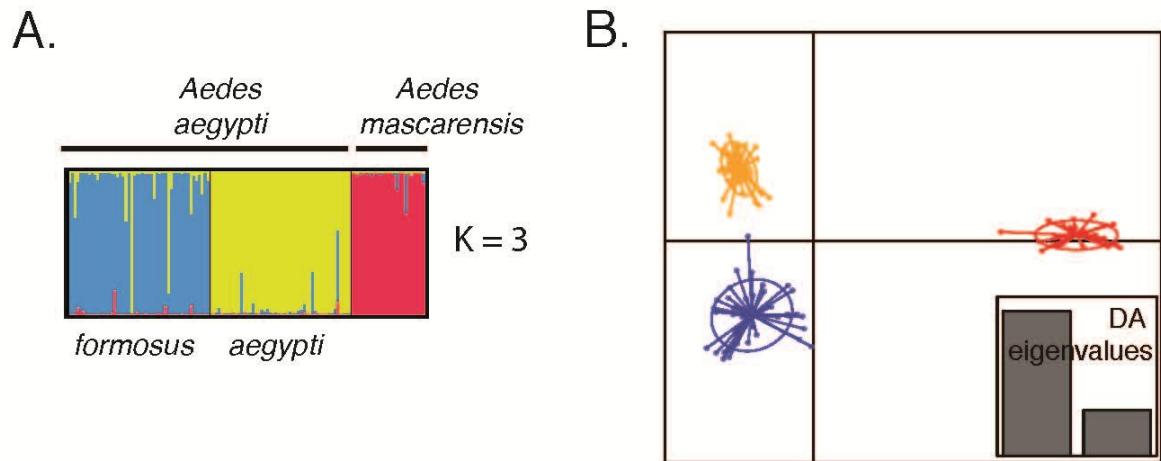 A.
Aedes
aegypti
Aedes
mascarensis
K = 3
formosus
aegypti
B.
DA
eigenvalues